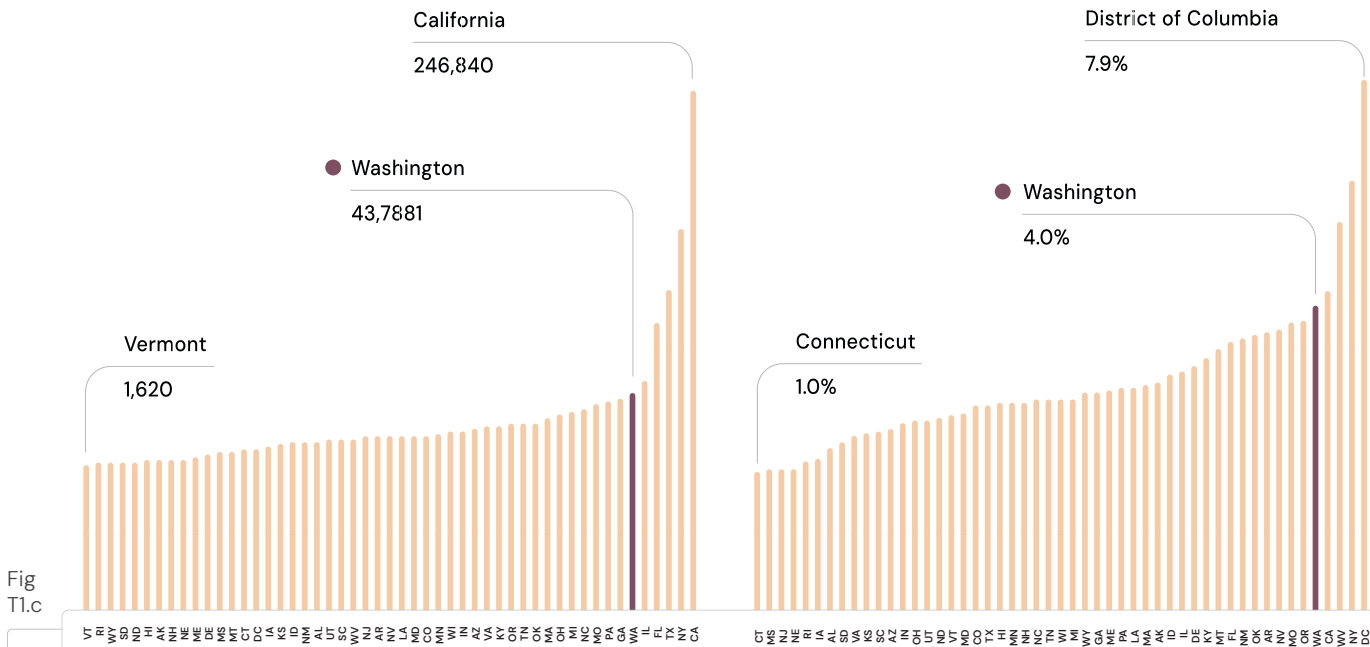 California
246,840
Washington
43,7881
Vermont
1,620
District of Columbia
7.9%
Washington
4.0%
Connecticut
1.0%
Fig
T1.c
VT RI WY SD ND HI AK NH NE ME DE MS MT CT DC IA KS ID NM AL UT SC WV NJ AR NV LA MD CO MN WI IN AZ VA KY OR TN OK MA OH MI NC MO PA GA WA IL FL TX NY CA
CT MS NJ NE RI IA AL SD VA KS SC AZ IN OH UT ND VT MD CO TX HI MN NH NC TN WI MI WY GA ME PA LA MA AK ID IL DE KY MT FL NM OK AR NV MO OR WA CA WV NY DC